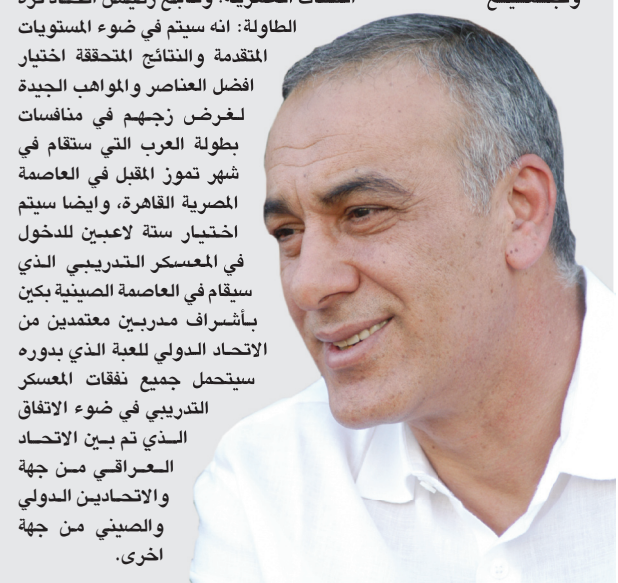 الطاولة: انه سيتم في ضوء المستويات
المتقدمة والنتائج المتحققة اختيار
افضل العناصر والمواهب الجيدة
لغرض زجهم في منافسات
بطولة العرب التي ستقام في
شهر تموز المقبل في العاصمة
المصرية القاهرة، وايضا سيتم
اختيار ستة لاعبين للدخول
في المعسكر التدريبي الذي
سيقام في العاصمة الصينية بكين
بأشراف مدربين معتمدين من
الاتحاد الدولي للعبة الذي بدوره
سيتحمل جميع نفقات المعسكر
التدريبي في ضوء الاتفاق
الذي تم بين الاتحاد
العراقي من جهة
والاتحادين الدولي
والصيني من جهة
اخرى.